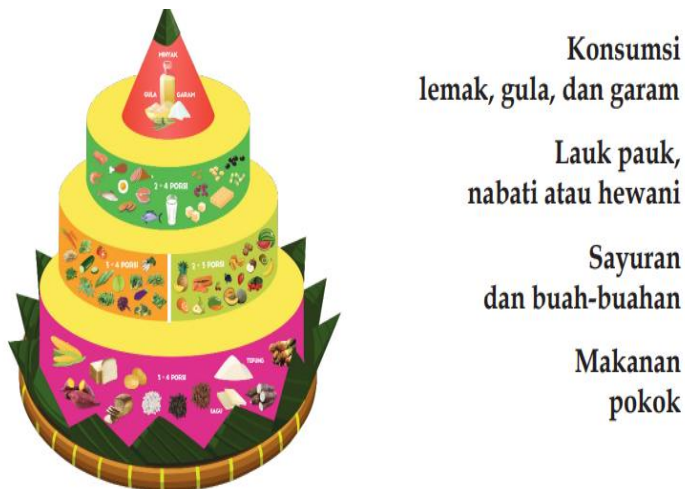 MINYAK
GULA
GARAM
2 - 4 PORSI
3 - 4 PORSI
2 - 3 PORSI
3 - 4 PORSI
TEPUNG
SAGU
Konsumsi
lemak, gula, dan garam
Lauk pauk,
nabati atau hewani
Sayuran
dan buah-buahan
Makanan
pokok